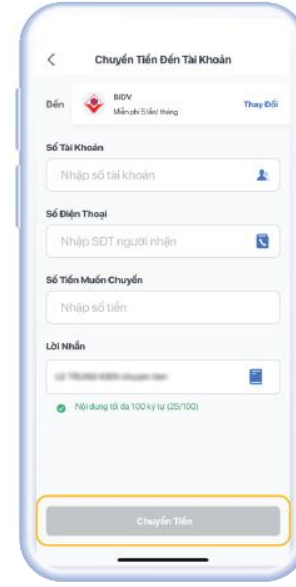 Chuyển Tiền Đến Tài Khoản
Đến
BIDV
Miễn phí 5 lần/ tháng
Thay Đổi
Số Tài Khoản
Nhập số tài khoản
Số Điện Thoại
Nhập SĐT người nhận
Số Tiền Muốn Chuyển
Nhập số tiền
Lời Nhắn
Nội dung tối đa 100 ký tự (25/100)
Chuyển Tiền